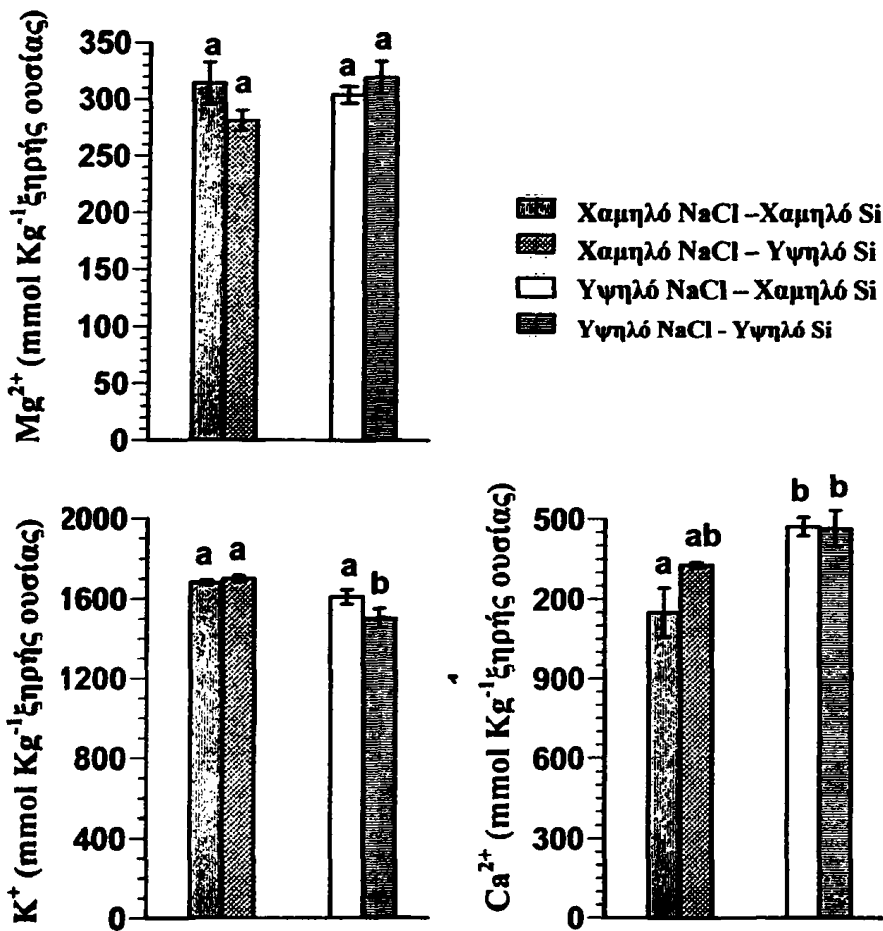 Mg²⁺ (mmol Kg⁻¹ξηρής ουσίας)
350
300
250
200
150
100
50
0
a
a
a
a
Χαμηλό NaCl –Χαμηλό Si
Χαμηλό NaCl – Υψηλό Si
Υψηλό NaCl – Χαμηλό Si
Υψηλό NaCl - Υψηλό Si
K⁺ (mmol Kg⁻¹ξηρής ουσίας)
2000
1600
1200
800
400
0
a
a
a
b
Ca²⁺ (mmol Kg⁻¹ξηρής ουσίας)
500
200
900
600
300
0
a
ab
b
b